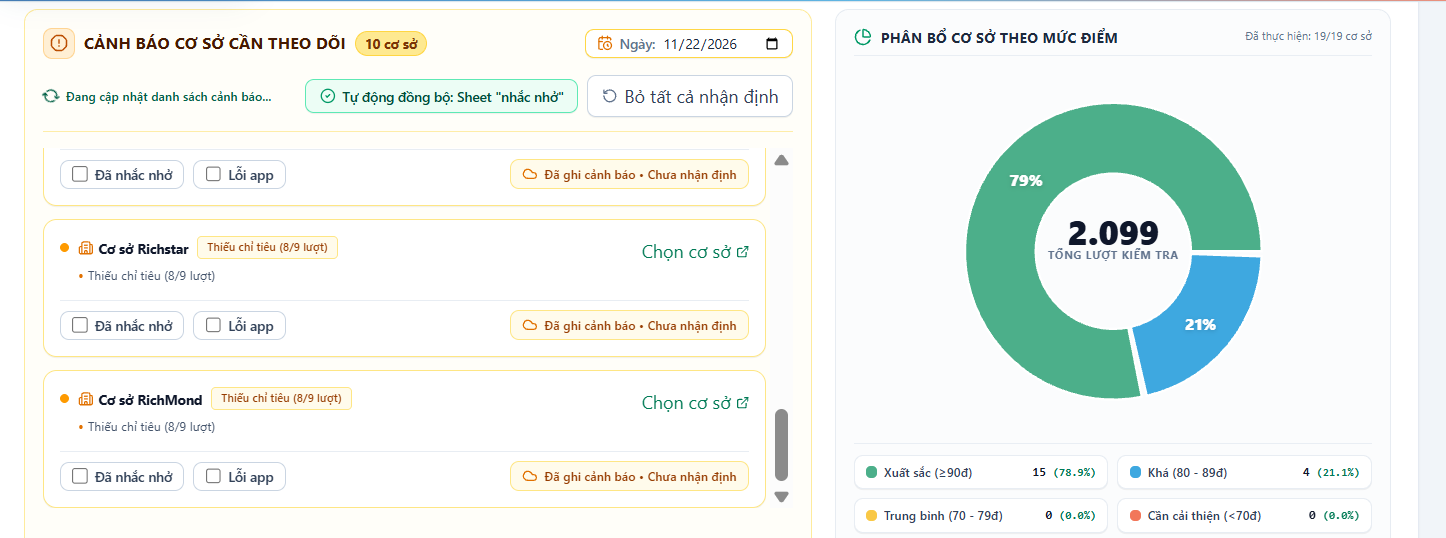 CẢNH BÁO CƠ SỞ CẦN THEO DÕI 10 cơ sở
Ngày: 11/22/2026
Đang cập nhật danh sách cảnh báo...
Tự động đồng bộ: Sheet "nhắc nhở"
Bỏ tất cả nhận định
Đã nhắc nhở
Lỗi app
Đã ghi cảnh báo • Chưa nhận định
Cơ sở Richstar
Thiếu chỉ tiêu (8/9 lượt)
Chọn cơ sở
• Thiếu chỉ tiêu (8/9 lượt)
Đã nhắc nhở
Lỗi app
Đã ghi cảnh báo • Chưa nhận định
Cơ sở RichMond
Thiếu chỉ tiêu (8/9 lượt)
Chọn cơ sở
• Thiếu chỉ tiêu (8/9 lượt)
Đã nhắc nhở
Lỗi app
Đã ghi cảnh báo • Chưa nhận định
PHÂN BỔ CƠ SỞ THEO MỨC ĐIỂM
Đã thực hiện: 19/19 cơ sở
79%
2.099
TỔNG LƯỢT KIỂM TRA
21%
Xuất sắc (≥90đ) 15 (78.9%)
Khá (80 - 89đ) 4 (21.1%)
Trung bình (70 - 79đ) 0 (0.0%)
Cần cải thiện (<70đ) 0 (0.0%)